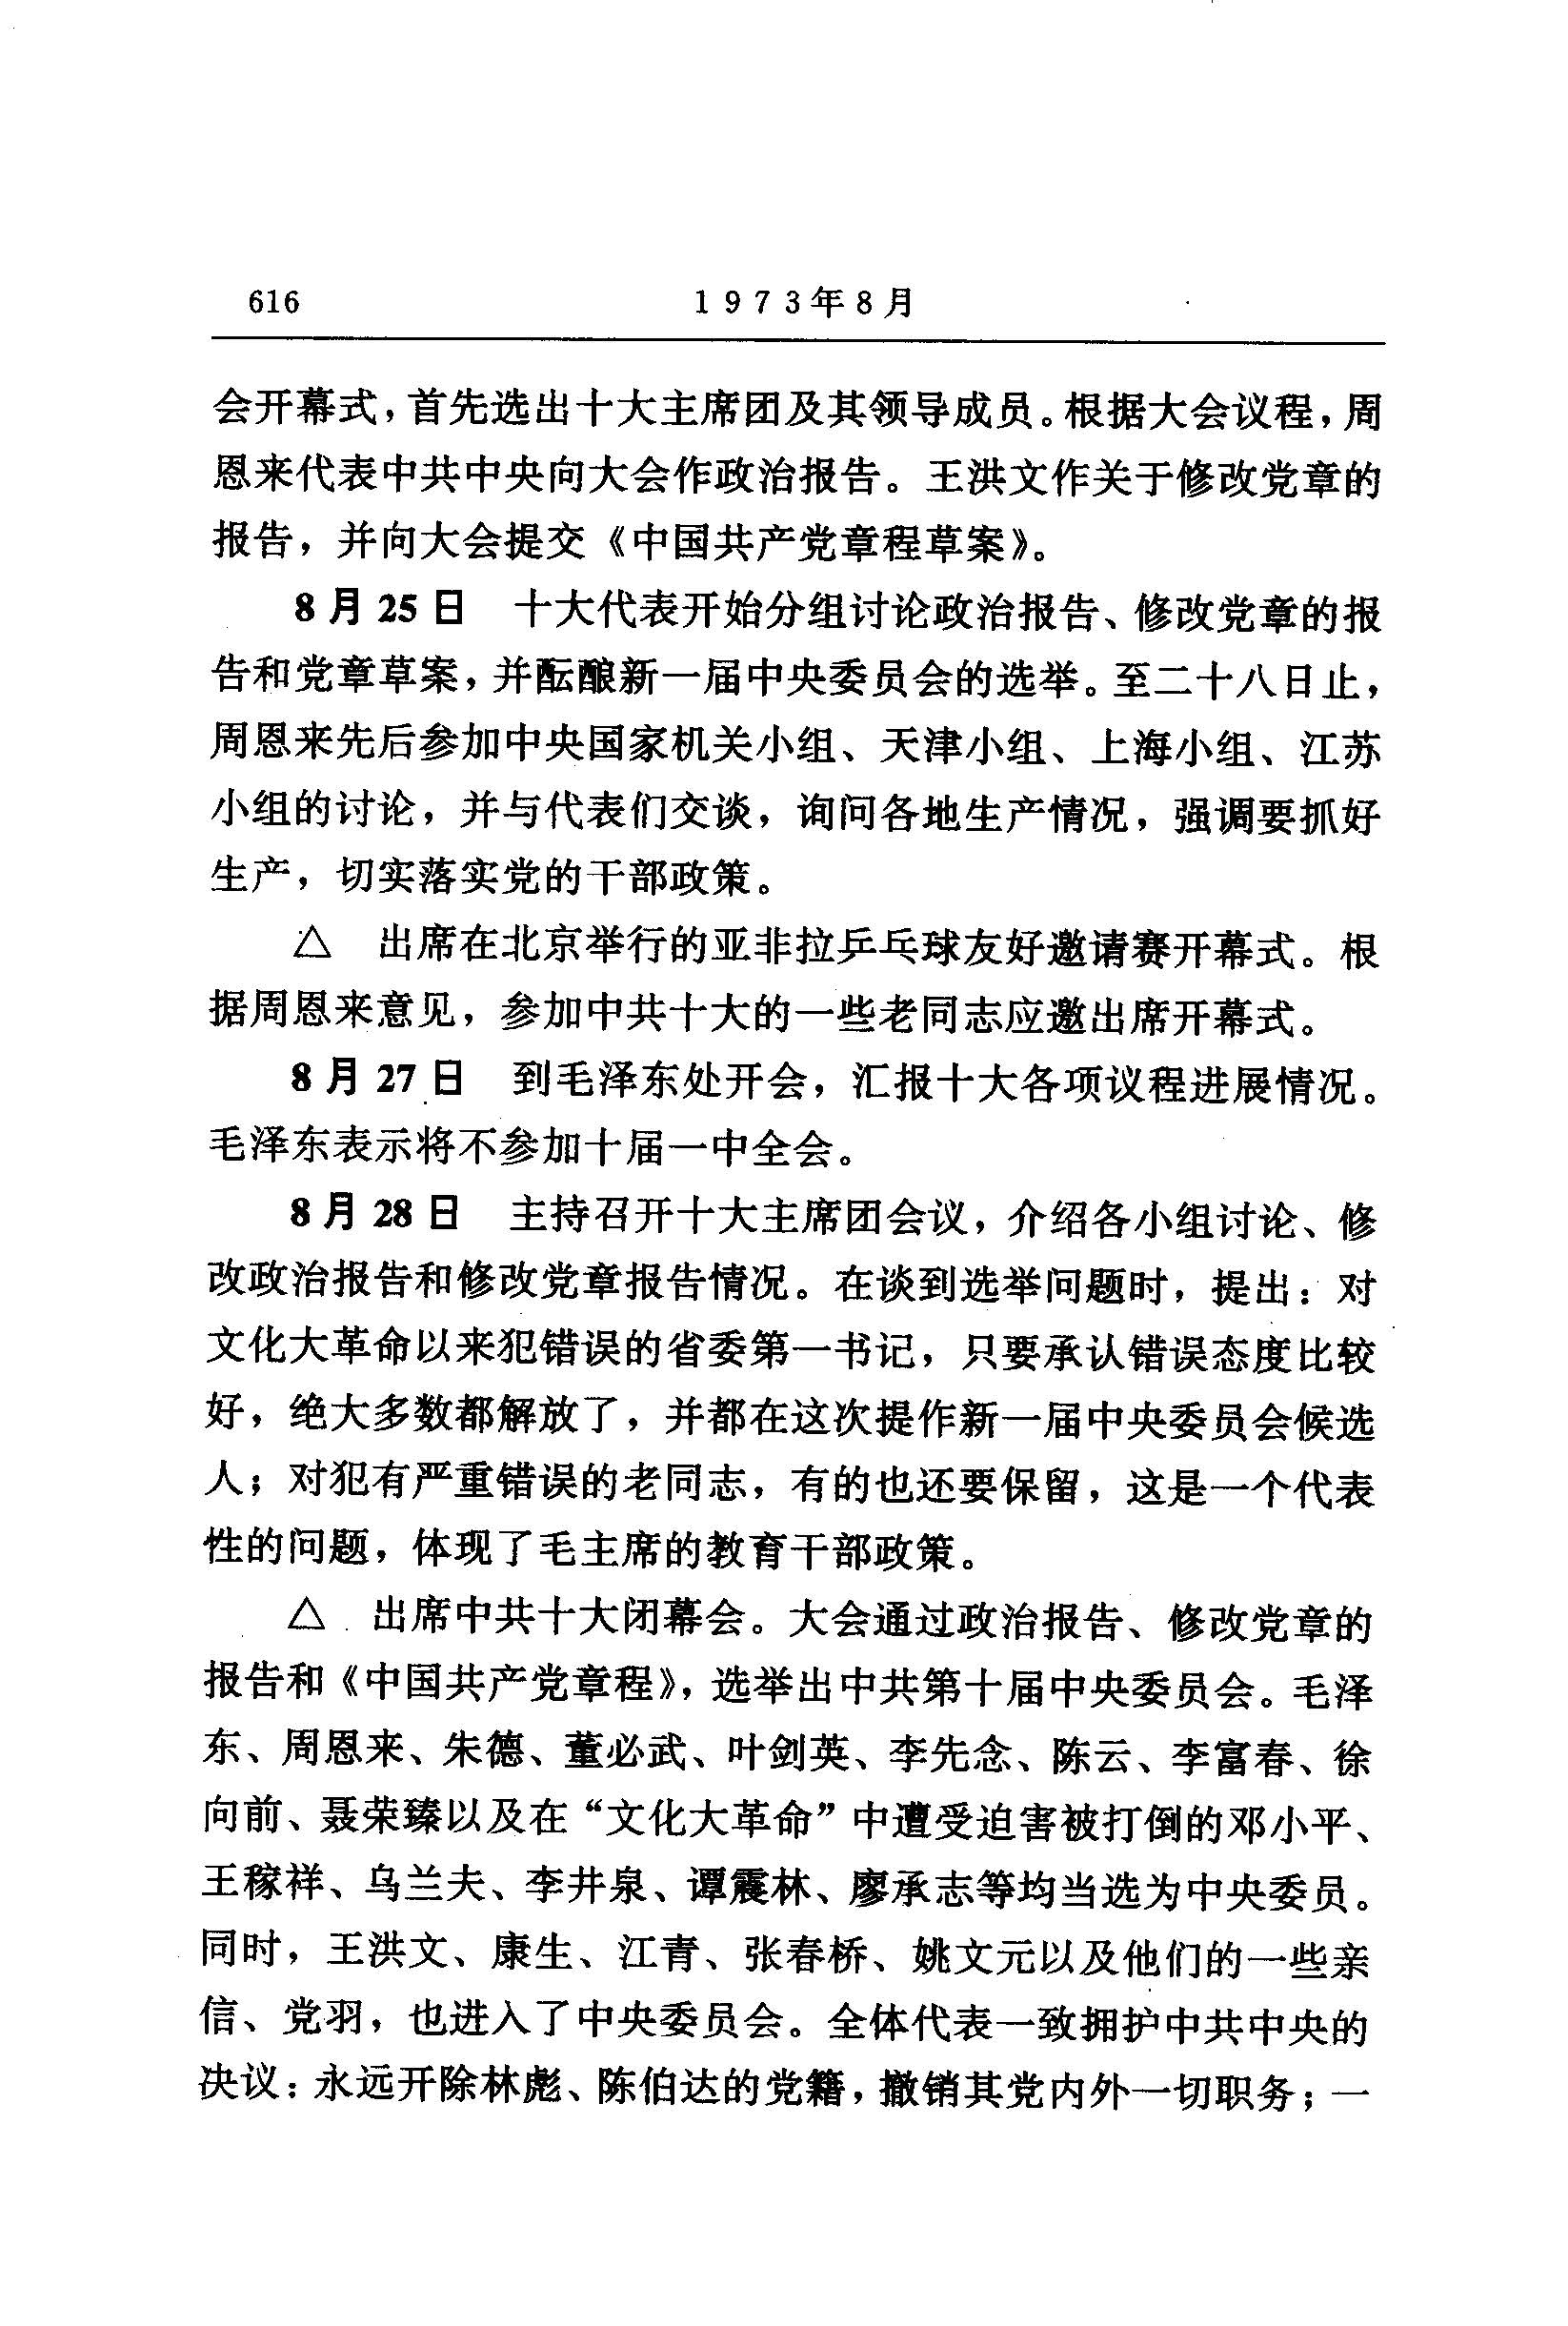 616
1973年8月
会开幕式，首先选出十大主席团及其领导成员。根据大会议程，周
恩来代表中共中央向大会作政治报告。王洪文作关于修改党章的
报告，并向大会提交《中国共产党章程草案》。
8月25日　十大代表开始分组讨论政治报告、修改党章的报
告和党章草案，并酝酿新一届中央委员会的选举。至二十八日止，
周恩来先后参加中央国家机关小组、天津小组、上海小组、江苏
小组的讨论，并与代表们交谈，询问各地生产情况，强调要抓好
生产，切实落实党的干部政策。
△　出席在北京举行的亚非拉乒乓球友好邀请赛开幕式。根
据周恩来意见，参加中共十大的一些老同志应邀出席开幕式。
8月27日　到毛泽东处开会，汇报十大各项议程进展情况。
毛泽东表示将不参加十届一中全会。
8月28日　主持召开十大主席团会议，介绍各小组讨论、修
改政治报告和修改党章报告情况。在谈到选举问题时，提出：对
文化大革命以来犯错误的省委第一书记，只要承认错误态度比较
好，绝大多数都解放了，并都在这次提作新一届中央委员会候选
人；对犯有严重错误的老同志，有的也还要保留，这是一个代表
性的问题，体现了毛主席的教育干部政策。
△　出席中共十大闭幕会。大会通过政治报告、修改党章的
报告和《中国共产党章程》，选举出中共第十届中央委员会。毛泽
东、周恩来、朱德、董必武、叶剑英、李先念、陈云、李富春、徐
向前、聂荣臻以及在“文化大革命”中遭受迫害被打倒的邓小平、
王稼祥、乌兰夫、李井泉、谭震林、廖承志等均当选为中央委员。
同时，王洪文、康生、江青、张春桥、姚文元以及他们的一些亲
信、党羽，也进入了中央委员会。全体代表一致拥护中共中央的
决议：永远开除林彪、陈伯达的党籍，撤销其党内外一切职务；一